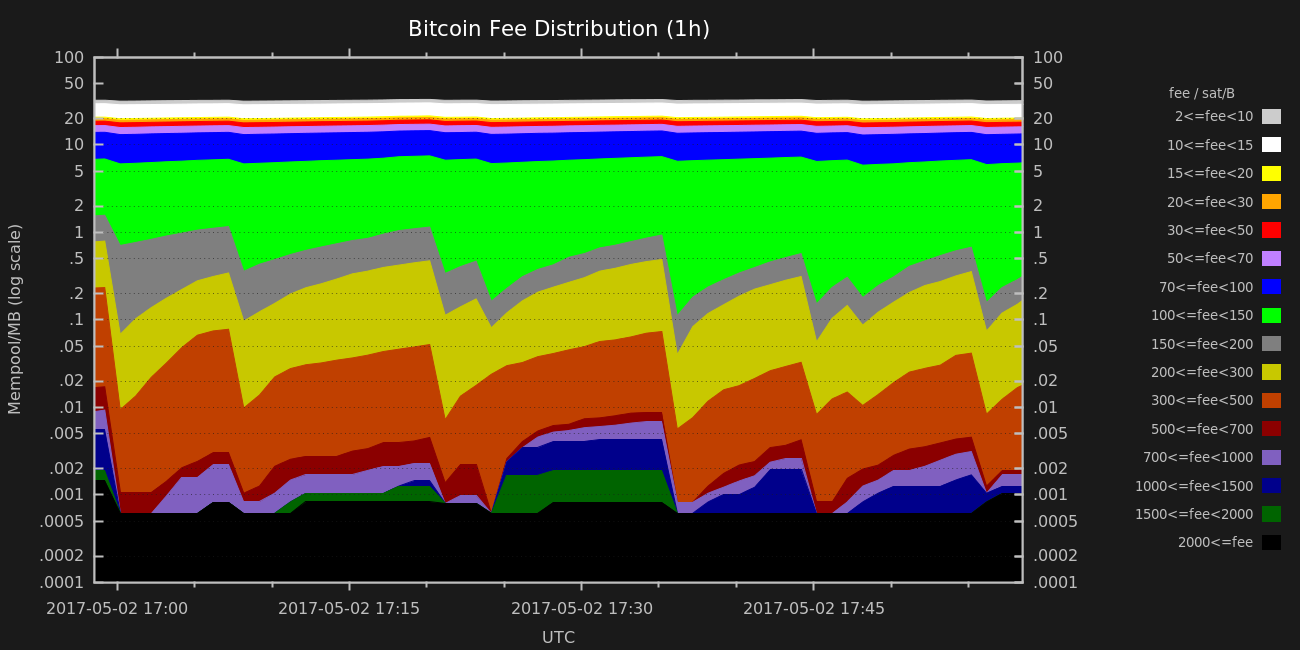 Bitcoin Fee Distribution (1h)
Mempool/MB (log scale)
100
50
20
10
5
2
1
.5
.2
.1
.05
.02
.01
.005
.002
.001
.0005
.0002
.0001
100
50
20
10
5
2
1
.5
.2
.1
.05
.02
.01
.005
.002
.001
.0005
.0002
.0001
2017-05-02 17:00
2017-05-02 17:15
2017-05-02 17:30
2017-05-02 17:45
UTC
fee / sat/B
2<=fee<10
10<=fee<15
15<=fee<20
20<=fee<30
30<=fee<50
50<=fee<70
70<=fee<100
100<=fee<150
150<=fee<200
200<=fee<300
300<=fee<500
500<=fee<700
700<=fee<1000
1000<=fee<1500
1500<=fee<2000
2000<=fee